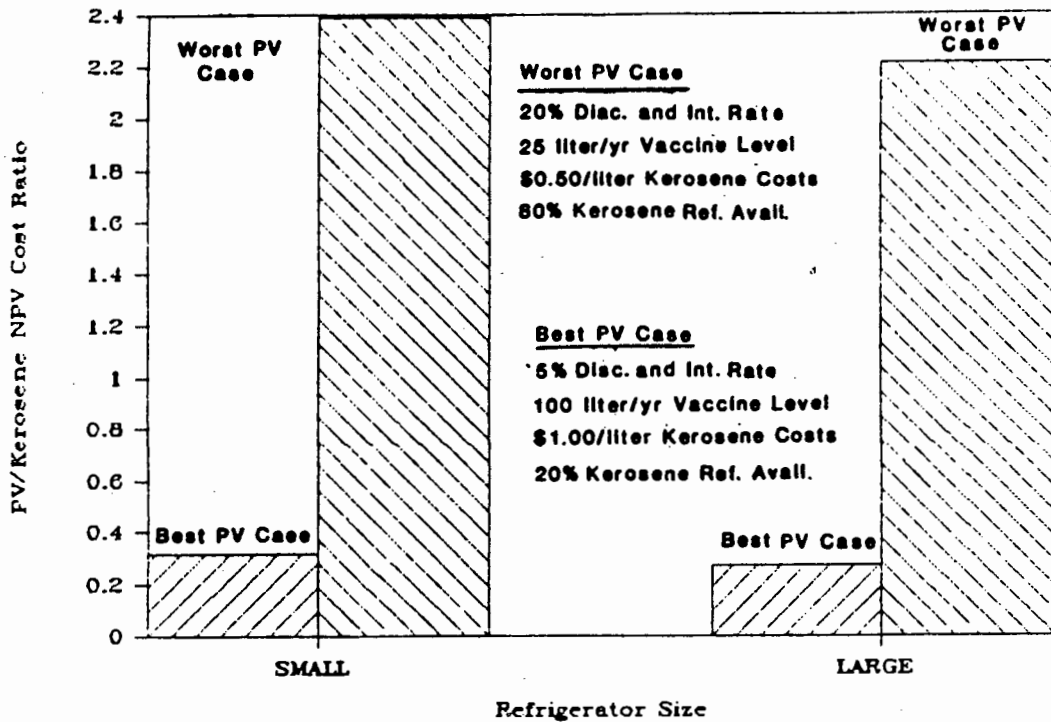 PV/Kerosene NPV Cost Ratio
2.4
2.2
2
1.8
1.6
1.4
1.2
1
0.8
0.6
0.4
0.2
0
Worst PV
Case
Best PV Case
Worst PV Case
20% Disc. and Int. Rate
25 liter/yr Vaccine Level
$0.50/liter Kerosene Costs
80% Kerosene Ref. Avail.
Best PV Case
5% Disc. and Int. Rate
100 liter/yr Vaccine Level
$1.00/liter Kerosene Costs
20% Kerosene Ref. Avail.
Worst PV
Case
Best PV Case
SMALL
LARGE
Refrigerator Size